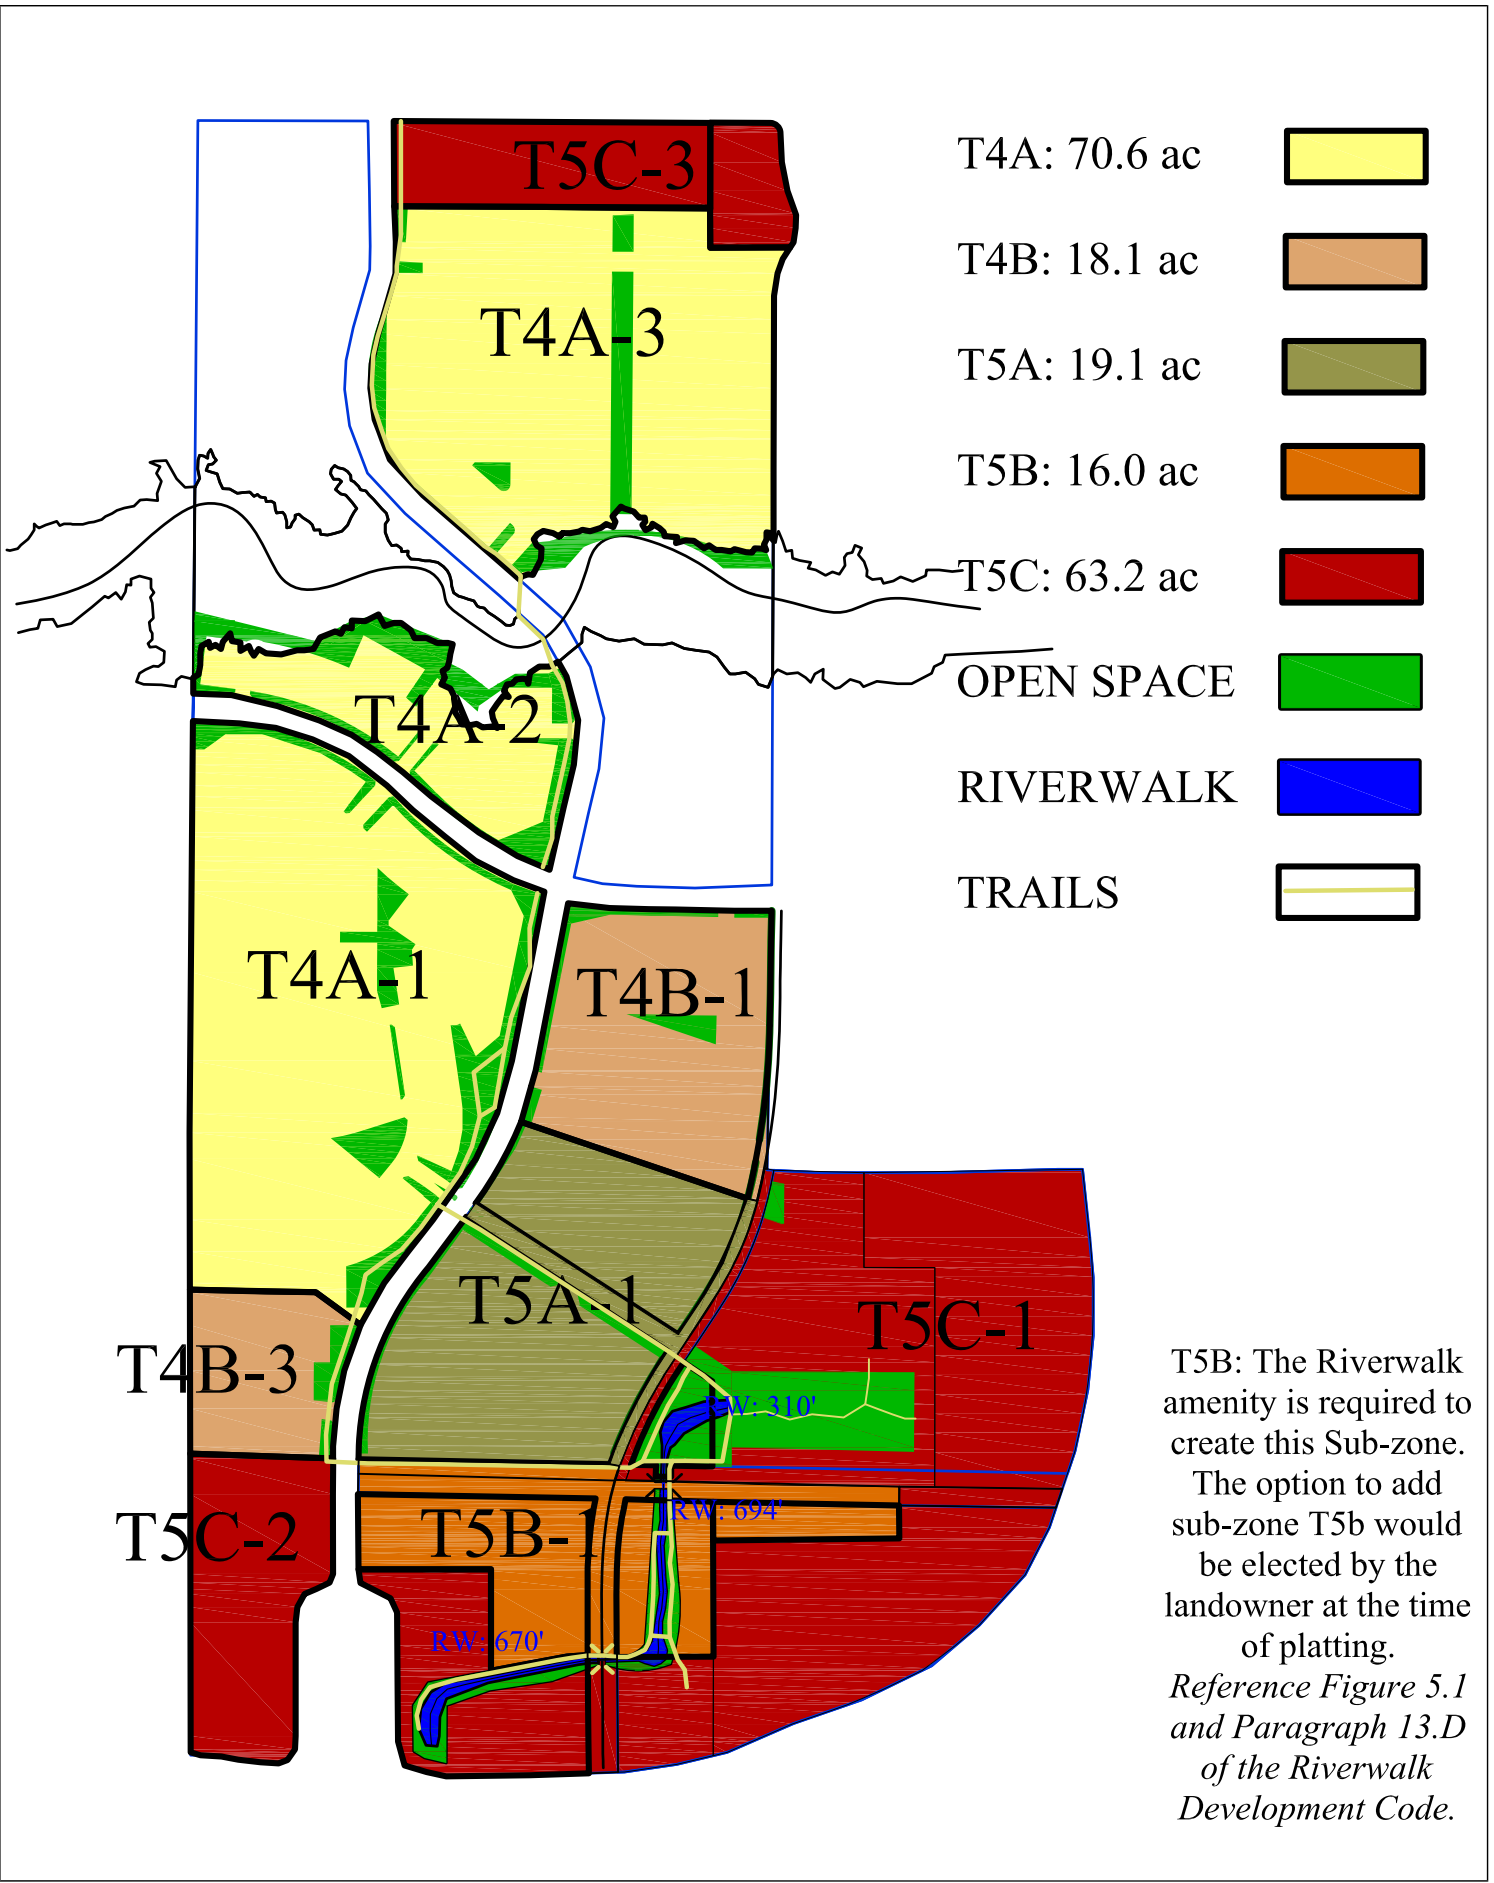 T5C-3
T4A-3
T4A-2
T4A-1
T4B-1
T5A-1
T5C-1
T4B-3
T5C-2
T5B-1
RW: 310'
RW: 694'
RW: 670'
T4A: 70.6 ac
T4B: 18.1 ac
T5A: 19.1 ac
T5B: 16.0 ac
T5C: 63.2 ac
OPEN SPACE
RIVERWALK
TRAILS
T5B: The Riverwalk
amenity is required to
create this Sub-zone.
The option to add
sub-zone T5b would
be elected by the
landowner at the time
of platting.
Reference Figure 5.1
and Paragraph 13.D
of the Riverwalk
Development Code.